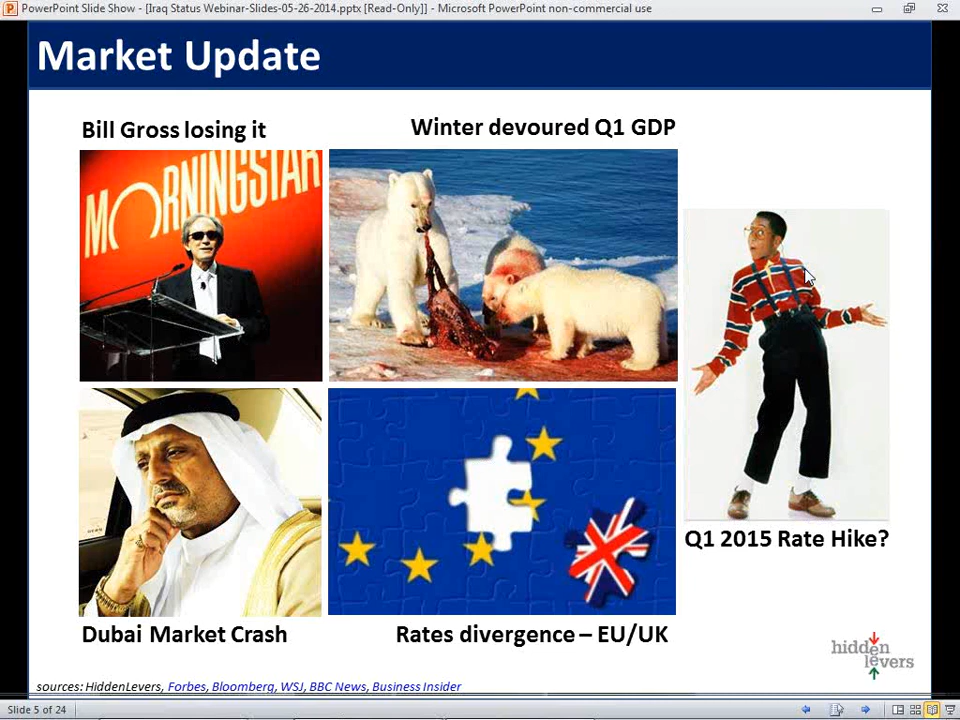 PowerPoint Slide Show - [Iraq Status Webinar-Slides-05-26-2014.pptx [Read-Only]] - Microsoft PowerPoint non-commercial use
Market Update
Bill Gross losing it
Winter devoured Q1 GDP
MORNINGSTAR
Q1 2015 Rate Hike?
Dubai Market Crash
Rates divergence – EU/UK
hidden
levers
sources: HiddenLevers, Forbes, Bloomberg, WSJ, BBC News, Business Insider
Slide 5 of 24